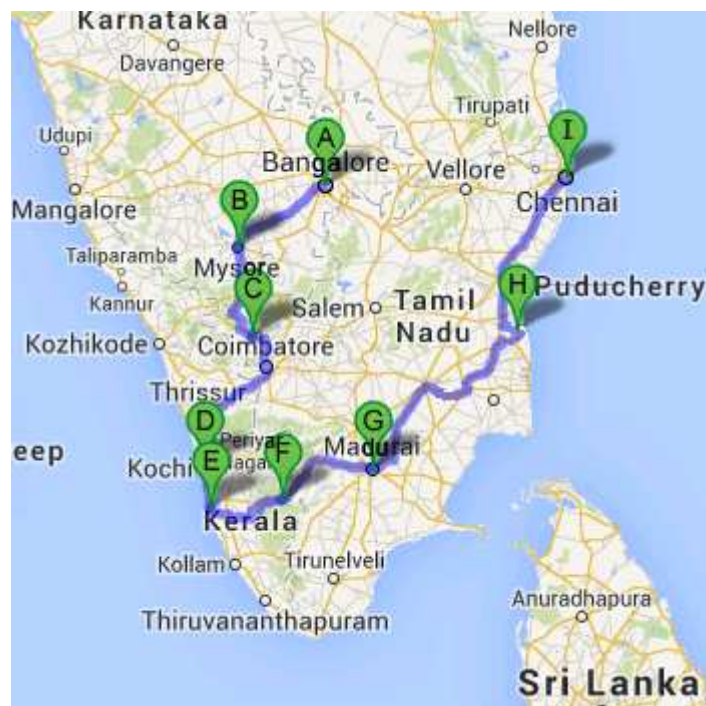 Karnataka
Nellore
Davangere
Tirupati
I
A
Udupi
Bangalore
Vellore
B
Chennai
Mangalore
Taliparamba
Mysore
H
Puducherry
Kannur
C
Salem
Tamil
Nadu
Kozhikode
Coimbatore
Thrissur
D
G
Periyar
Madurai
eep
Kochi
E
Nagar
F
Kerala
Kollam
Tirunelveli
Anuradhapura
Thiruvananthapuram
Sri Lanka